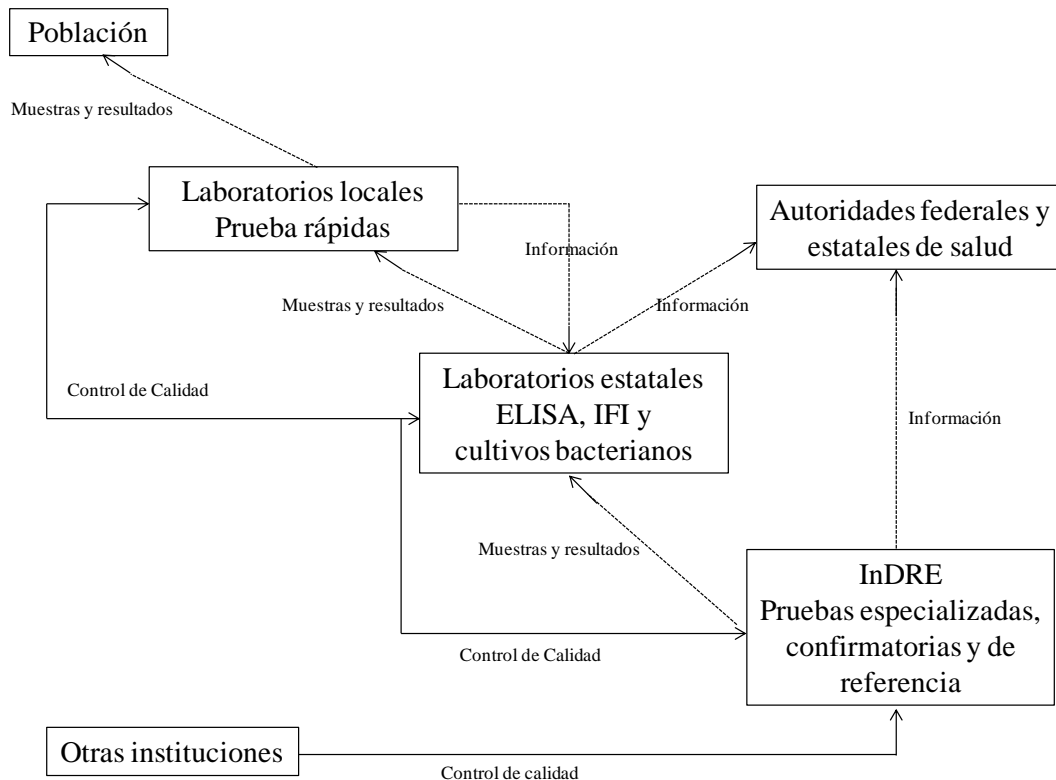 Población
Muestras y resultados
Laboratorios locales
Prueba rápidas
Autoridades federales y
estatales de salud
Información
Muestras y resultados
Información
Laboratorios estatales
ELISA, IFI y
cultivos bacterianos
Control de Calidad
Información
Muestras y resultados
InDRE
Pruebas especializadas,
confirmatorias y de
referencia
Control de Calidad
Otras instituciones
Control de calidad